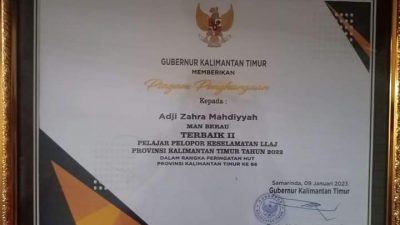 GUBERNUR KALIMANTAN TIMUR
MEMBERIKAN
Piagam Penghargaan
Kepada :
Adji Zahra Mahdiyyah
MAN BERAU
TERBAIK II
PELAJAR PELOPOR KESELAMATAN LLAJ
PROVINSI KALIMANTAN TIMUR TAHUN 2022
DALAM RANGKA PERINGATAN HUT
PROVINSI KALIMANTAN TIMUR KE 66
Samarinda, 09 Januari 2023
Gubernur Kalimantan Timur